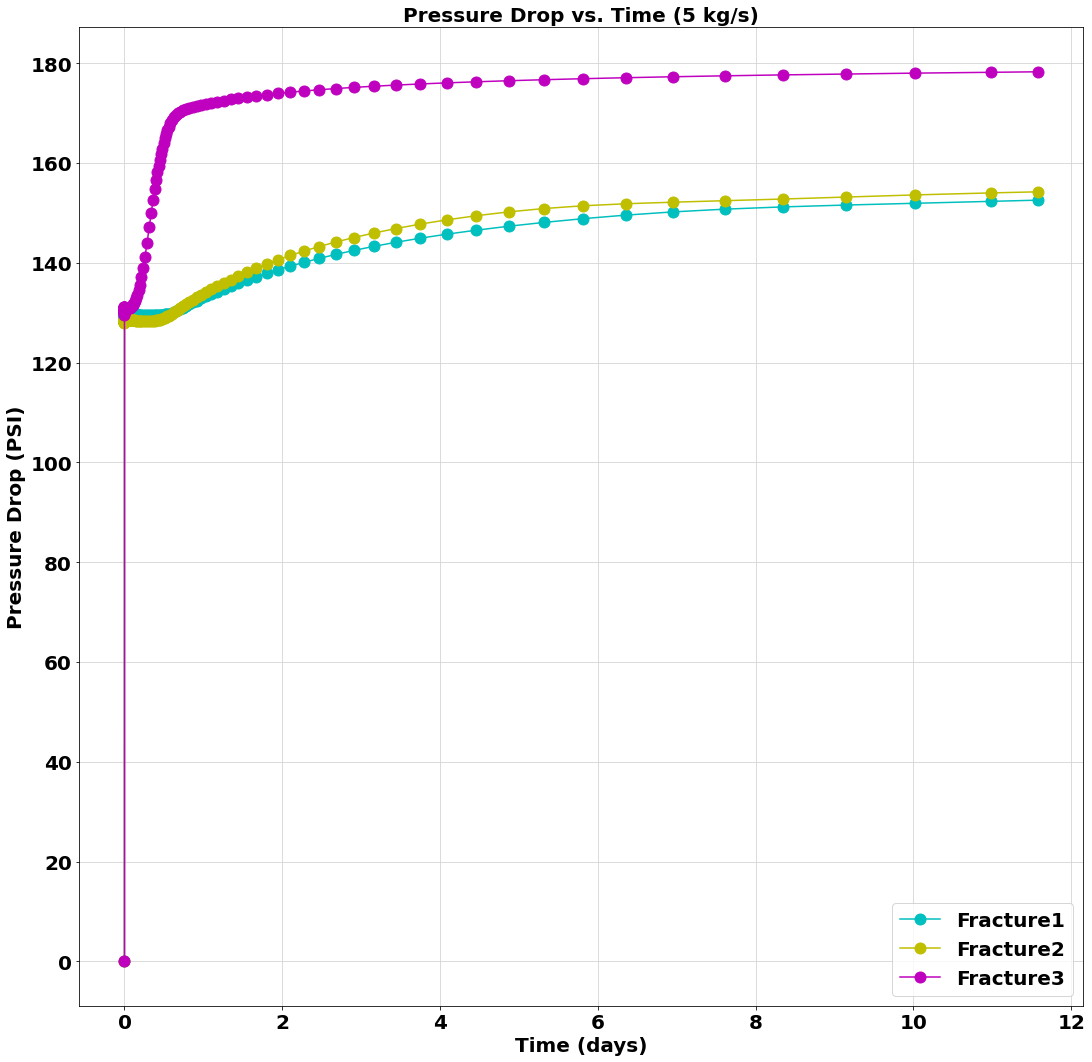 Pressure Drop vs. Time (5 kg/s)
Pressure Drop (PSI)
180
160
140
120
100
80
60
40
20
0
0 2 4 6 8 10 12
Time (days)
Fracture1
Fracture2
Fracture3